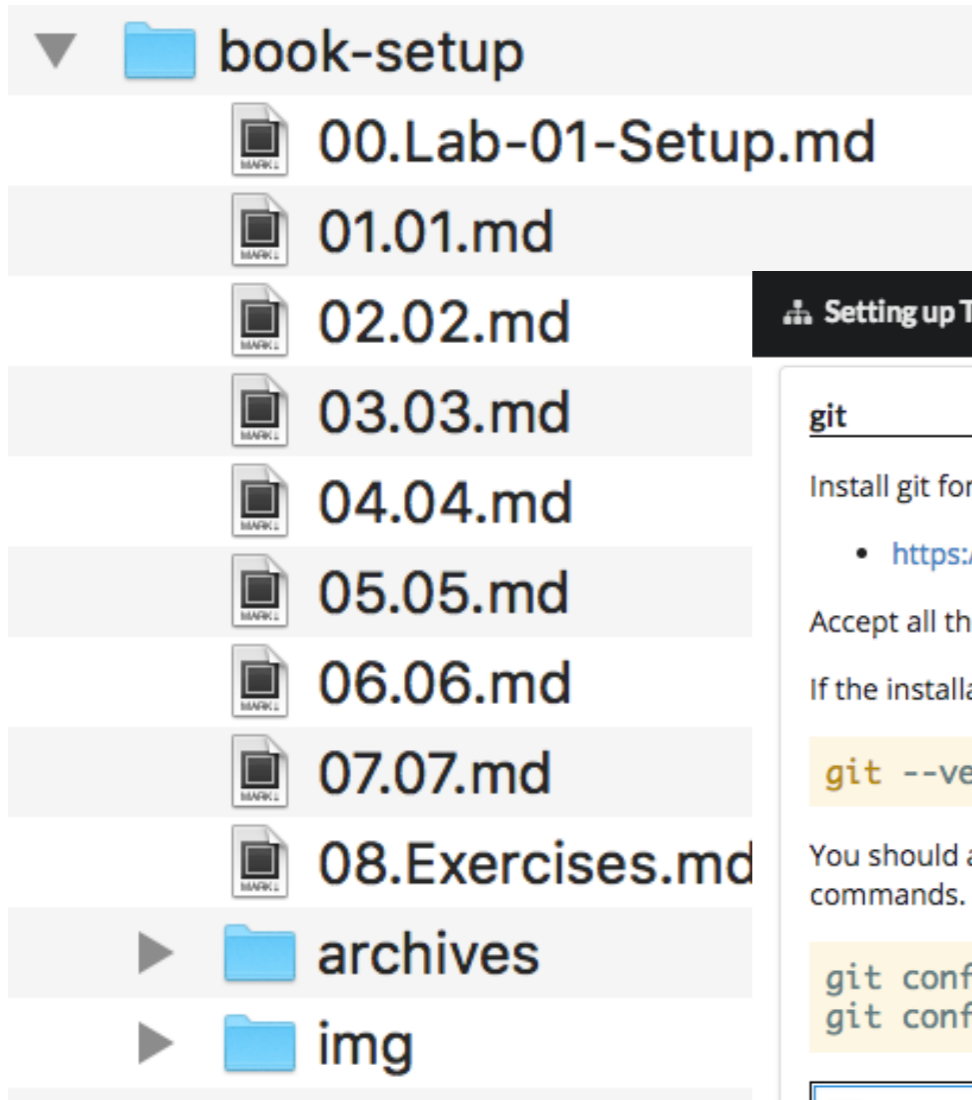 book-setup
00.Lab-01-Setup.md
01.01.md
02.02.md
03.03.md
04.04.md
05.05.md
06.06.md
07.07.md
08.Exercises.md
archives
img
Setting up T
git
Install git for
https:/
Accept all th
If the installa
git --ve
You should a
commands.
git conf
git conf